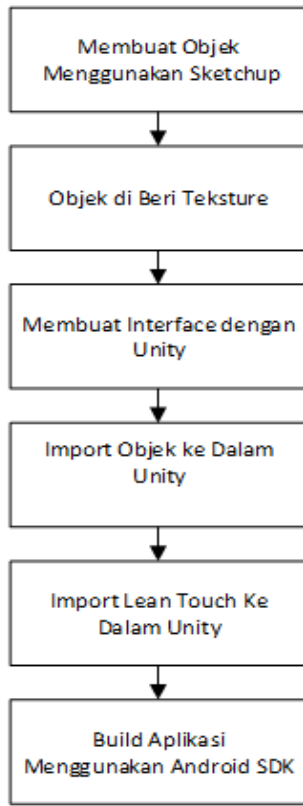 Membuat Objek
Menggunakan Sketchup
Objek di Beri Teksture
Membuat Interface dengan
Unity
Import Objek ke Dalam
Unity
Import Lean Touch Ke
Dalam Unity
Build Aplikasi
Menggunakan Android SDK